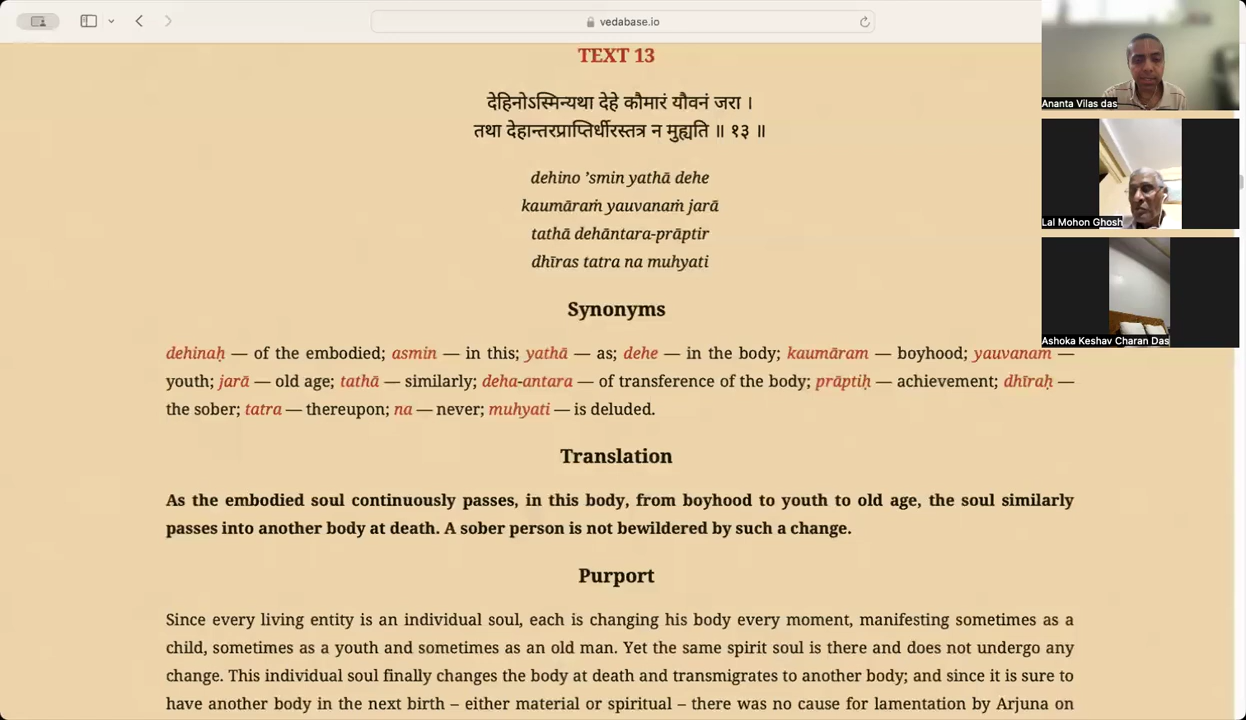 vedabase.io
TEXT 13
देहिनोऽस्मिन्यथा देहे कौमारं यौवनं जरा ।
तथा देहान्तरप्राप्तिर्धीरस्तत्र न मुह्यति ॥ १३ ॥
dehino ’smin yathā dehe
kaumāraṁ yauvanaṁ jarā
tathā dehāntara-prāptir
dhīras tatra na muhyati
Synonyms
dehinaḥ — of the embodied; asmin — in this; yathā — as; dehe — in the body; kaumāram — boyhood; yauvanam —
youth; jarā — old age; tathā — similarly; deha-antara — of transference of the body; prāptiḥ — achievement; dhīraḥ —
the sober; tatra — thereupon; na — never; muhyati — is deluded.
Translation
As the embodied soul continuously passes, in this body, from boyhood to youth to old age, the soul similarly
passes into another body at death. A sober person is not bewildered by such a change.
Purport
Since every living entity is an individual soul, each is changing his body every moment, manifesting sometimes as a
child, sometimes as a youth and sometimes as an old man. Yet the same spirit soul is there and does not undergo any
change. This individual soul finally changes the body at death and transmigrates to another body; and since it is sure to
have another body in the next birth – either material or spiritual – there was no cause for lamentation by Arjuna on
Ananta Vilas das
Lal Mohon Ghosh
Ashoka Keshav Charan Das